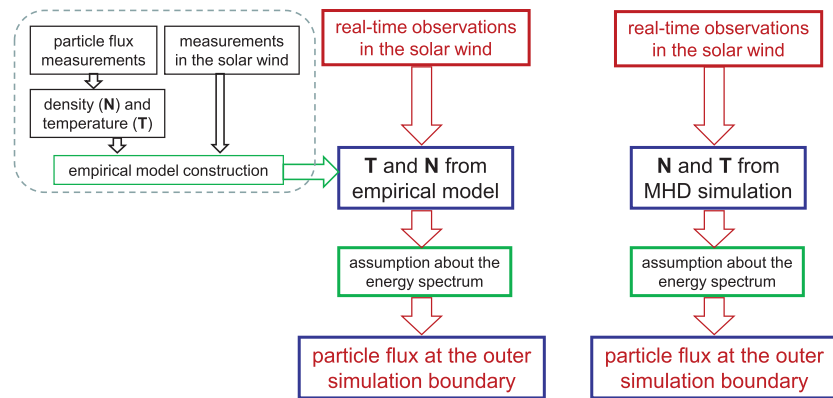 particle flux
measurements
measurements
in the solar wind
density (N) and
temperature (T)
empirical model construction
real-time observations
in the solar wind
T and N from
empirical model
assumption about the
energy spectrum
particle flux at the outer
simulation boundary
real-time observations
in the solar wind
N and T from
MHD simulation
assumption about the
energy spectrum
particle flux at the outer
simulation boundary